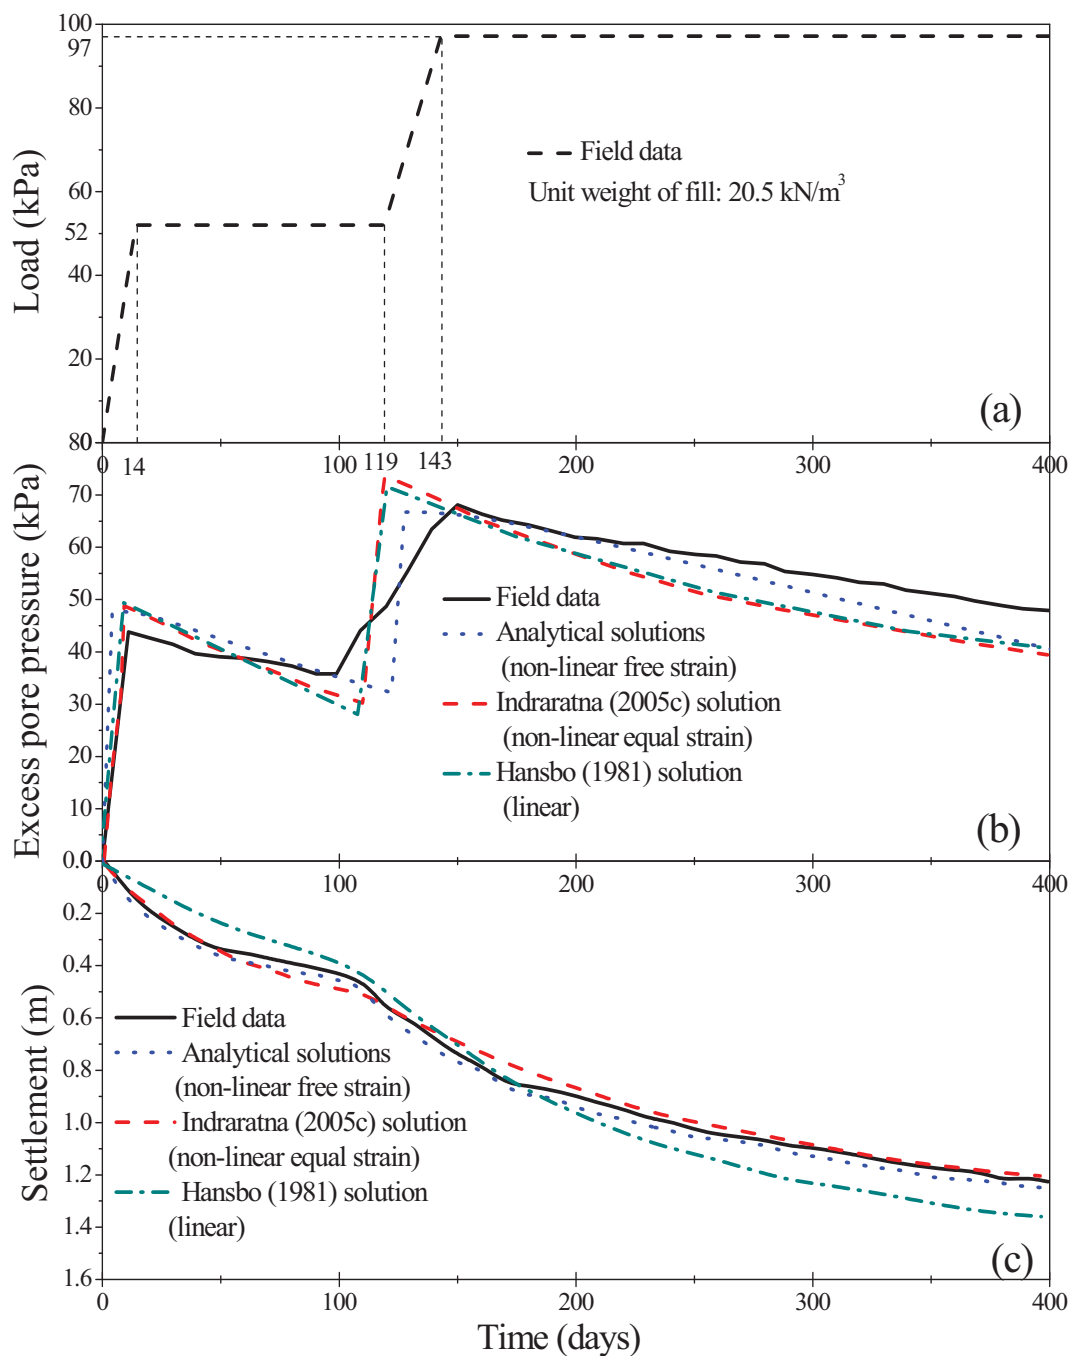 100
97
80
60
52
40
20
0
Load (kPa)
Field data
Unit weight of fill: 20.5 kN/m³
(a)
0
14
100
119
143
200
300
400
80
70
60
50
40
30
20
10
0
Excess pore pressure (kPa)
Field data
Analytical solutions
(non-linear free strain)
Indraratna (2005c) solution
(non-linear equal strain)
Hansbo (1981) solution
(linear)
(b)
0
100
200
300
400
0.0
0.2
0.4
0.6
0.8
1.0
1.2
1.4
1.6
Settlement (m)
Field data
Analytical solutions
(non-linear free strain)
Indraratna (2005c) solution
(non-linear equal strain)
Hansbo (1981) solution
(linear)
(c)
0
100
200
300
400
Time (days)